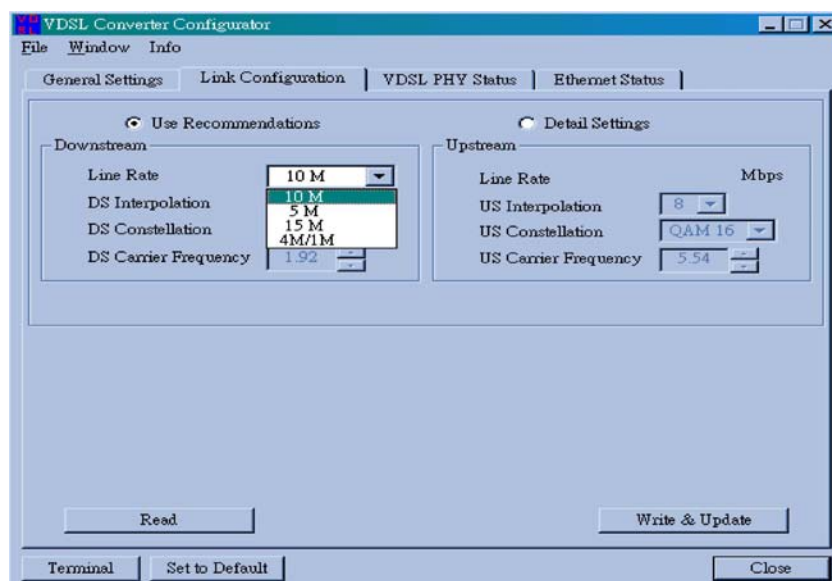 VDSL VDSL Converter Configurator
File Window Info
General Settings Link Configuration VDSL PHY Status Ethernet Status
Use Recommendations Detail Settings
Downstream Upstream
Line Rate 10 M Line Rate Mbps
10 M
DS Interpolation US Interpolation 8
5 M
15 M
DS Constellation US Constellation QAM 16
4M/1M
DS Carrier Frequency 1.92 US Carrier Frequency 5.54
Read Write & Update
Terminal Set to Default Close